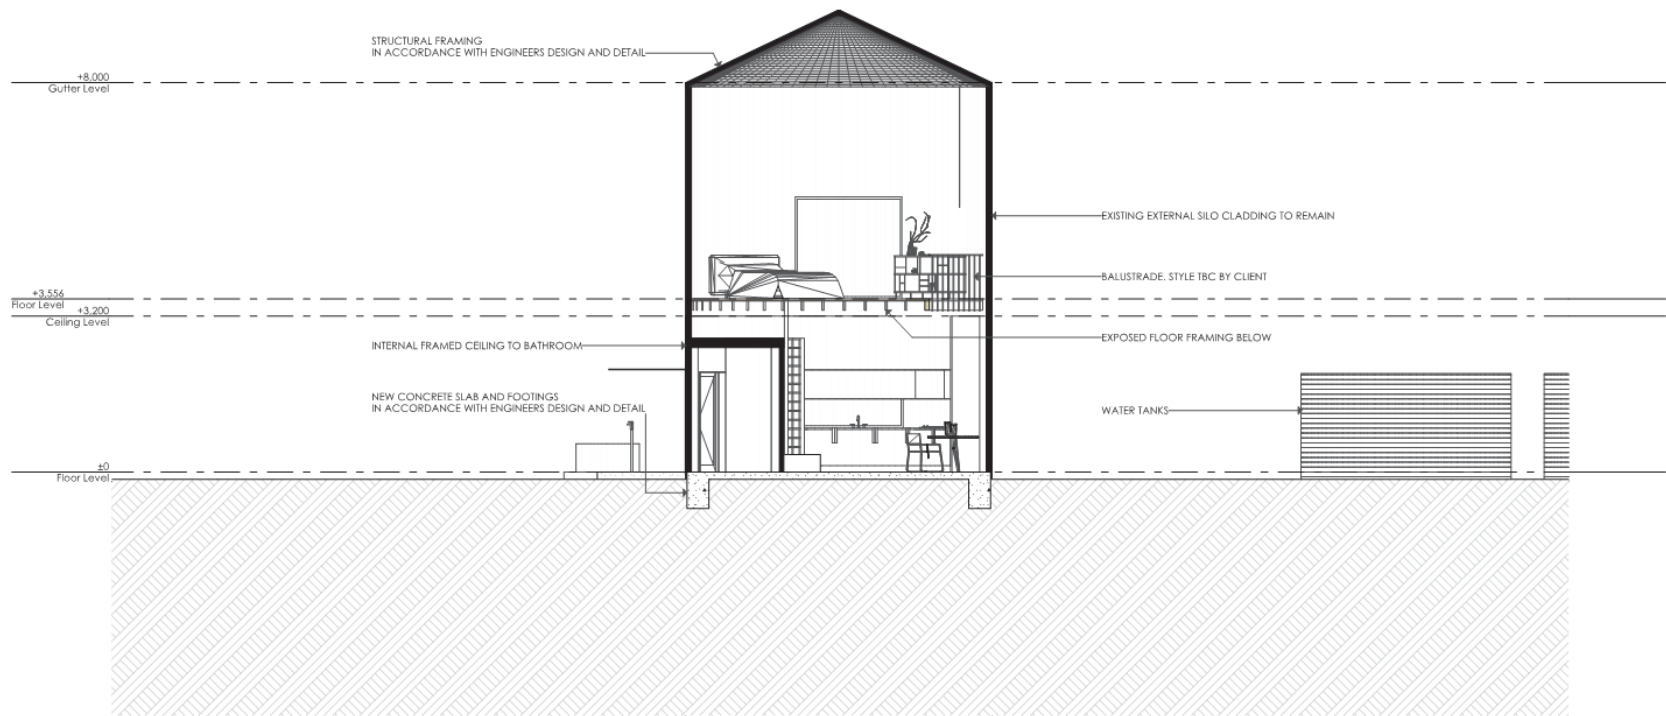 STRUCTURAL FRAMING
IN ACCORDANCE WITH ENGINEERS DESIGN AND DETAIL
+8,000
Gutter Level
EXISTING EXTERNAL SILO CLADDING TO REMAIN
BALUSTRADE. STYLE TBC BY CLIENT
+3,556
Floor Level
+3,200
Ceiling Level
EXPOSED FLOOR FRAMING BELOW
INTERNAL FRAMED CEILING TO BATHROOM
NEW CONCRETE SLAB AND FOOTINGS
IN ACCORDANCE WITH ENGINEERS DESIGN AND DETAIL
WATER TANKS
±0
Floor Level